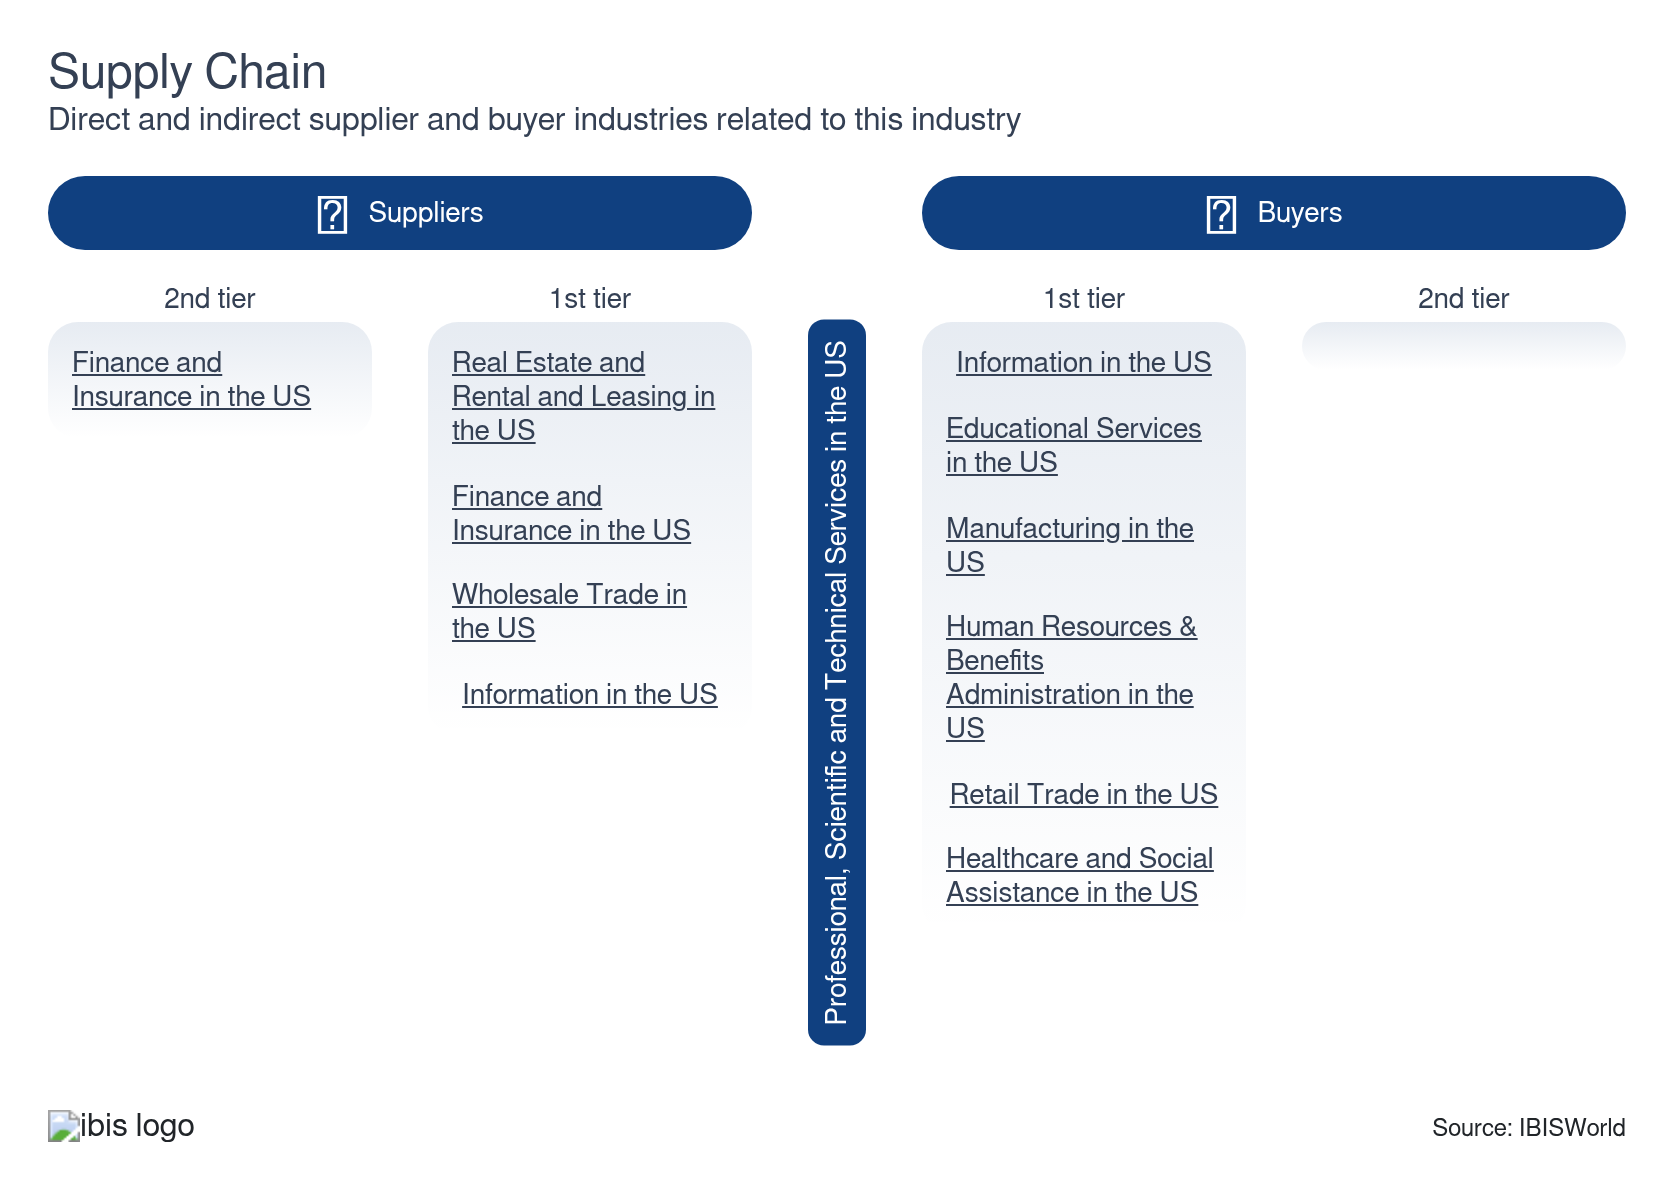 Supply Chain
Direct and indirect supplier and buyer industries related to this industry
Suppliers
2nd tier
Finance and
Insurance in the US
1st tier
Real Estate and
Rental and Leasing in
the US
Finance and
Insurance in the US
Wholesale Trade in
the US
Information in the US
Professional, Scientific and Technical Services in the US
Buyers
1st tier
Information in the US
Educational Services
in the US
Manufacturing in the
US
Human Resources &
Benefits
Administration in the
US
Retail Trade in the US
Healthcare and Social
Assistance in the US
2nd tier
ibis logo
Source: IBISWorld